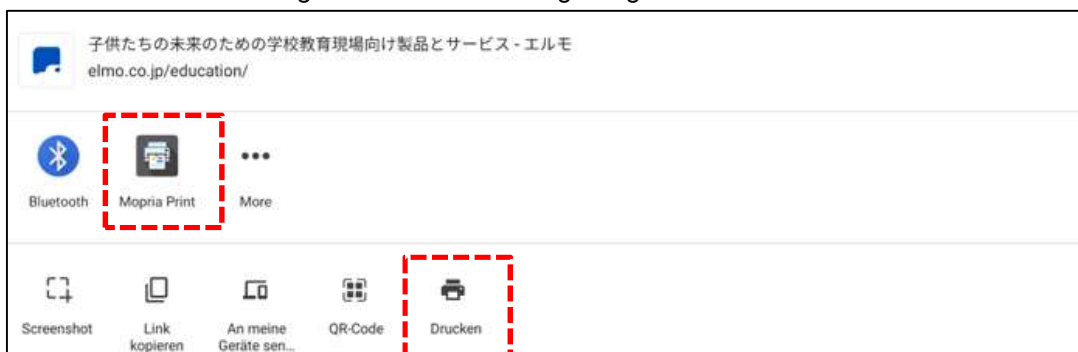 子供たちの未来のための学校教育現場向け製品とサービス - エルモ
elmo.co.jp/education/
Bluetooth
Mopria Print
More
Screenshot
Link
kopieren
An meine
Geräte sen...
QR-Code
Drucken